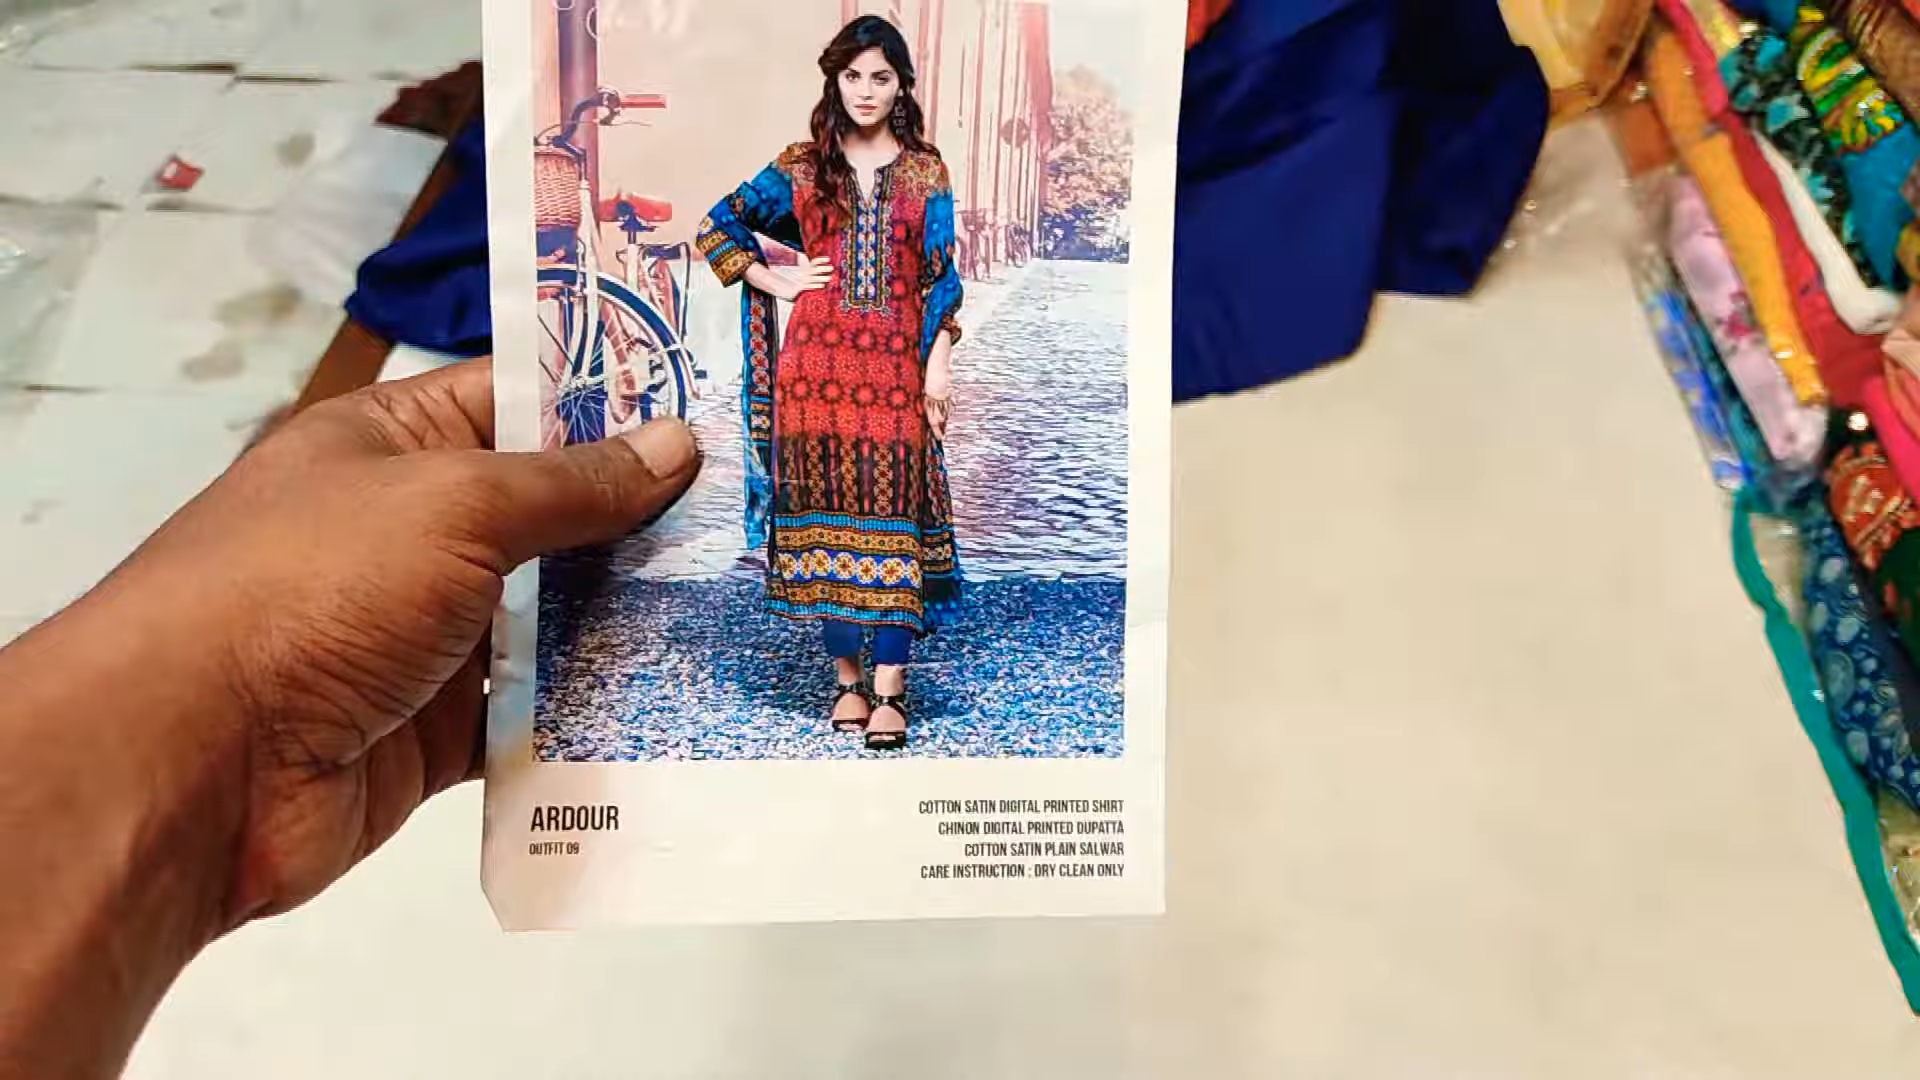 ARDOUR
OUTFIT 09
COTTON SATIN DIGITAL PRINTED SHIRT
CHINON DIGITAL PRINTED DUPATTA
COTTON SATIN PLAIN SALWAR
CARE INSTRUCTION : DRY CLEAN ONLY